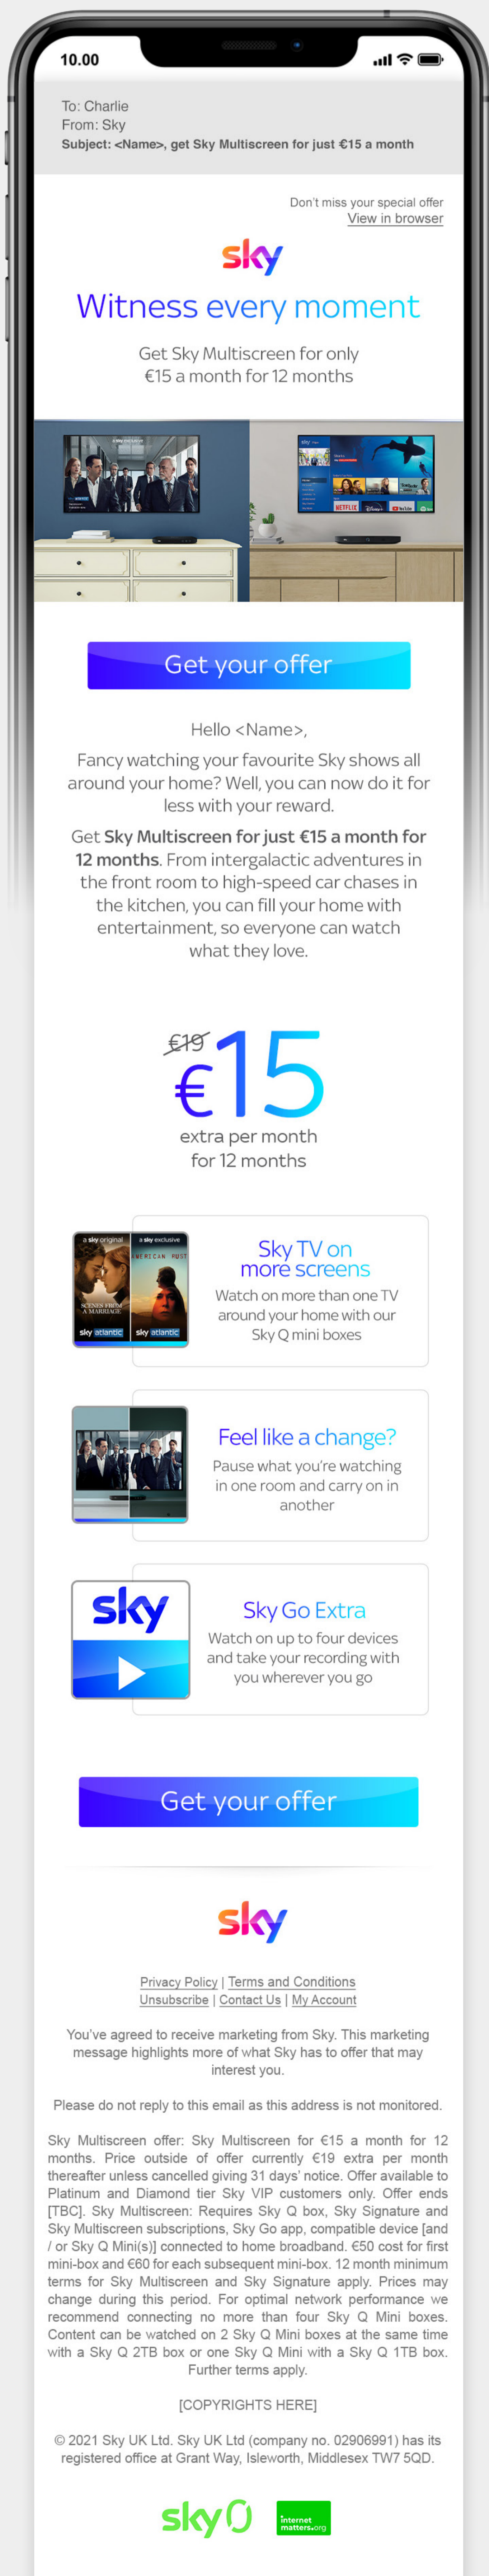 10.00
To: Charlie
From: Sky
Subject: <Name>, get Sky Multiscreen for just €15 a month
Don't miss your special offer
View in browser
sky
Witness every moment
Get Sky Multiscreen for only
€15 a month for 12 months
sky
NETFLIX
Disney+
YouTube
Get your offer
Hello <Name>,
Fancy watching your favourite Sky shows all
around your home? Well, you can now do it for
less with your reward.
Get Sky Multiscreen for just €15 a month for
12 months. From intergalactic adventures in
the front room to high-speed car chases in
the kitchen, you can fill your home with
entertainment, so everyone can watch
what they love.
€19
€15
extra per month
for 12 months
a sky original
a sky exclusive
AMERICAN RUST
SCENES FROM
A MARRIAGE
sky atlantic
sky atlantic
Sky TV on
more screens
Watch on more than one TV
around your home with our
Sky Q mini boxes
Feel like a change?
Pause what you're watching
in one room and carry on in
another
sky
Sky Go Extra
Watch on up to four devices
and take your recording with
you wherever you go
Get your offer
sky
Privacy Policy | Terms and Conditions
Unsubscribe | Contact Us | My Account
You've agreed to receive marketing from Sky. This marketing
message highlights more of what Sky has to offer that may
interest you.
Please do not reply to this email as this address is not monitored.
Sky Multiscreen offer: Sky Multiscreen for €15 a month for 12
months. Price outside of offer currently €19 extra per month
thereafter unless cancelled giving 31 days' notice. Offer available to
Platinum and Diamond tier Sky VIP customers only. Offer ends
[TBC]. Sky Multiscreen: Requires Sky Q box, Sky Signature and
Sky Multiscreen subscriptions, Sky Go app, compatible device [and
/ or Sky Q Mini(s)] connected to home broadband. €50 cost for first
mini-box and €60 for each subsequent mini-box. 12 month minimum
terms for Sky Multiscreen and Sky Signature apply. Prices may
change during this period. For optimal network performance we
recommend connecting no more than four Sky Q Mini boxes.
Content can be watched on 2 Sky Q Mini boxes at the same time
with a Sky Q 2TB box or one Sky Q Mini with a Sky Q 1TB box.
Further terms apply.
[COPYRIGHTS HERE]
© 2021 Sky UK Ltd. Sky UK Ltd (company no. 02906991) has its
registered office at Grant Way, Isleworth, Middlesex TW7 5QD.
sky 0
internet
matters.org